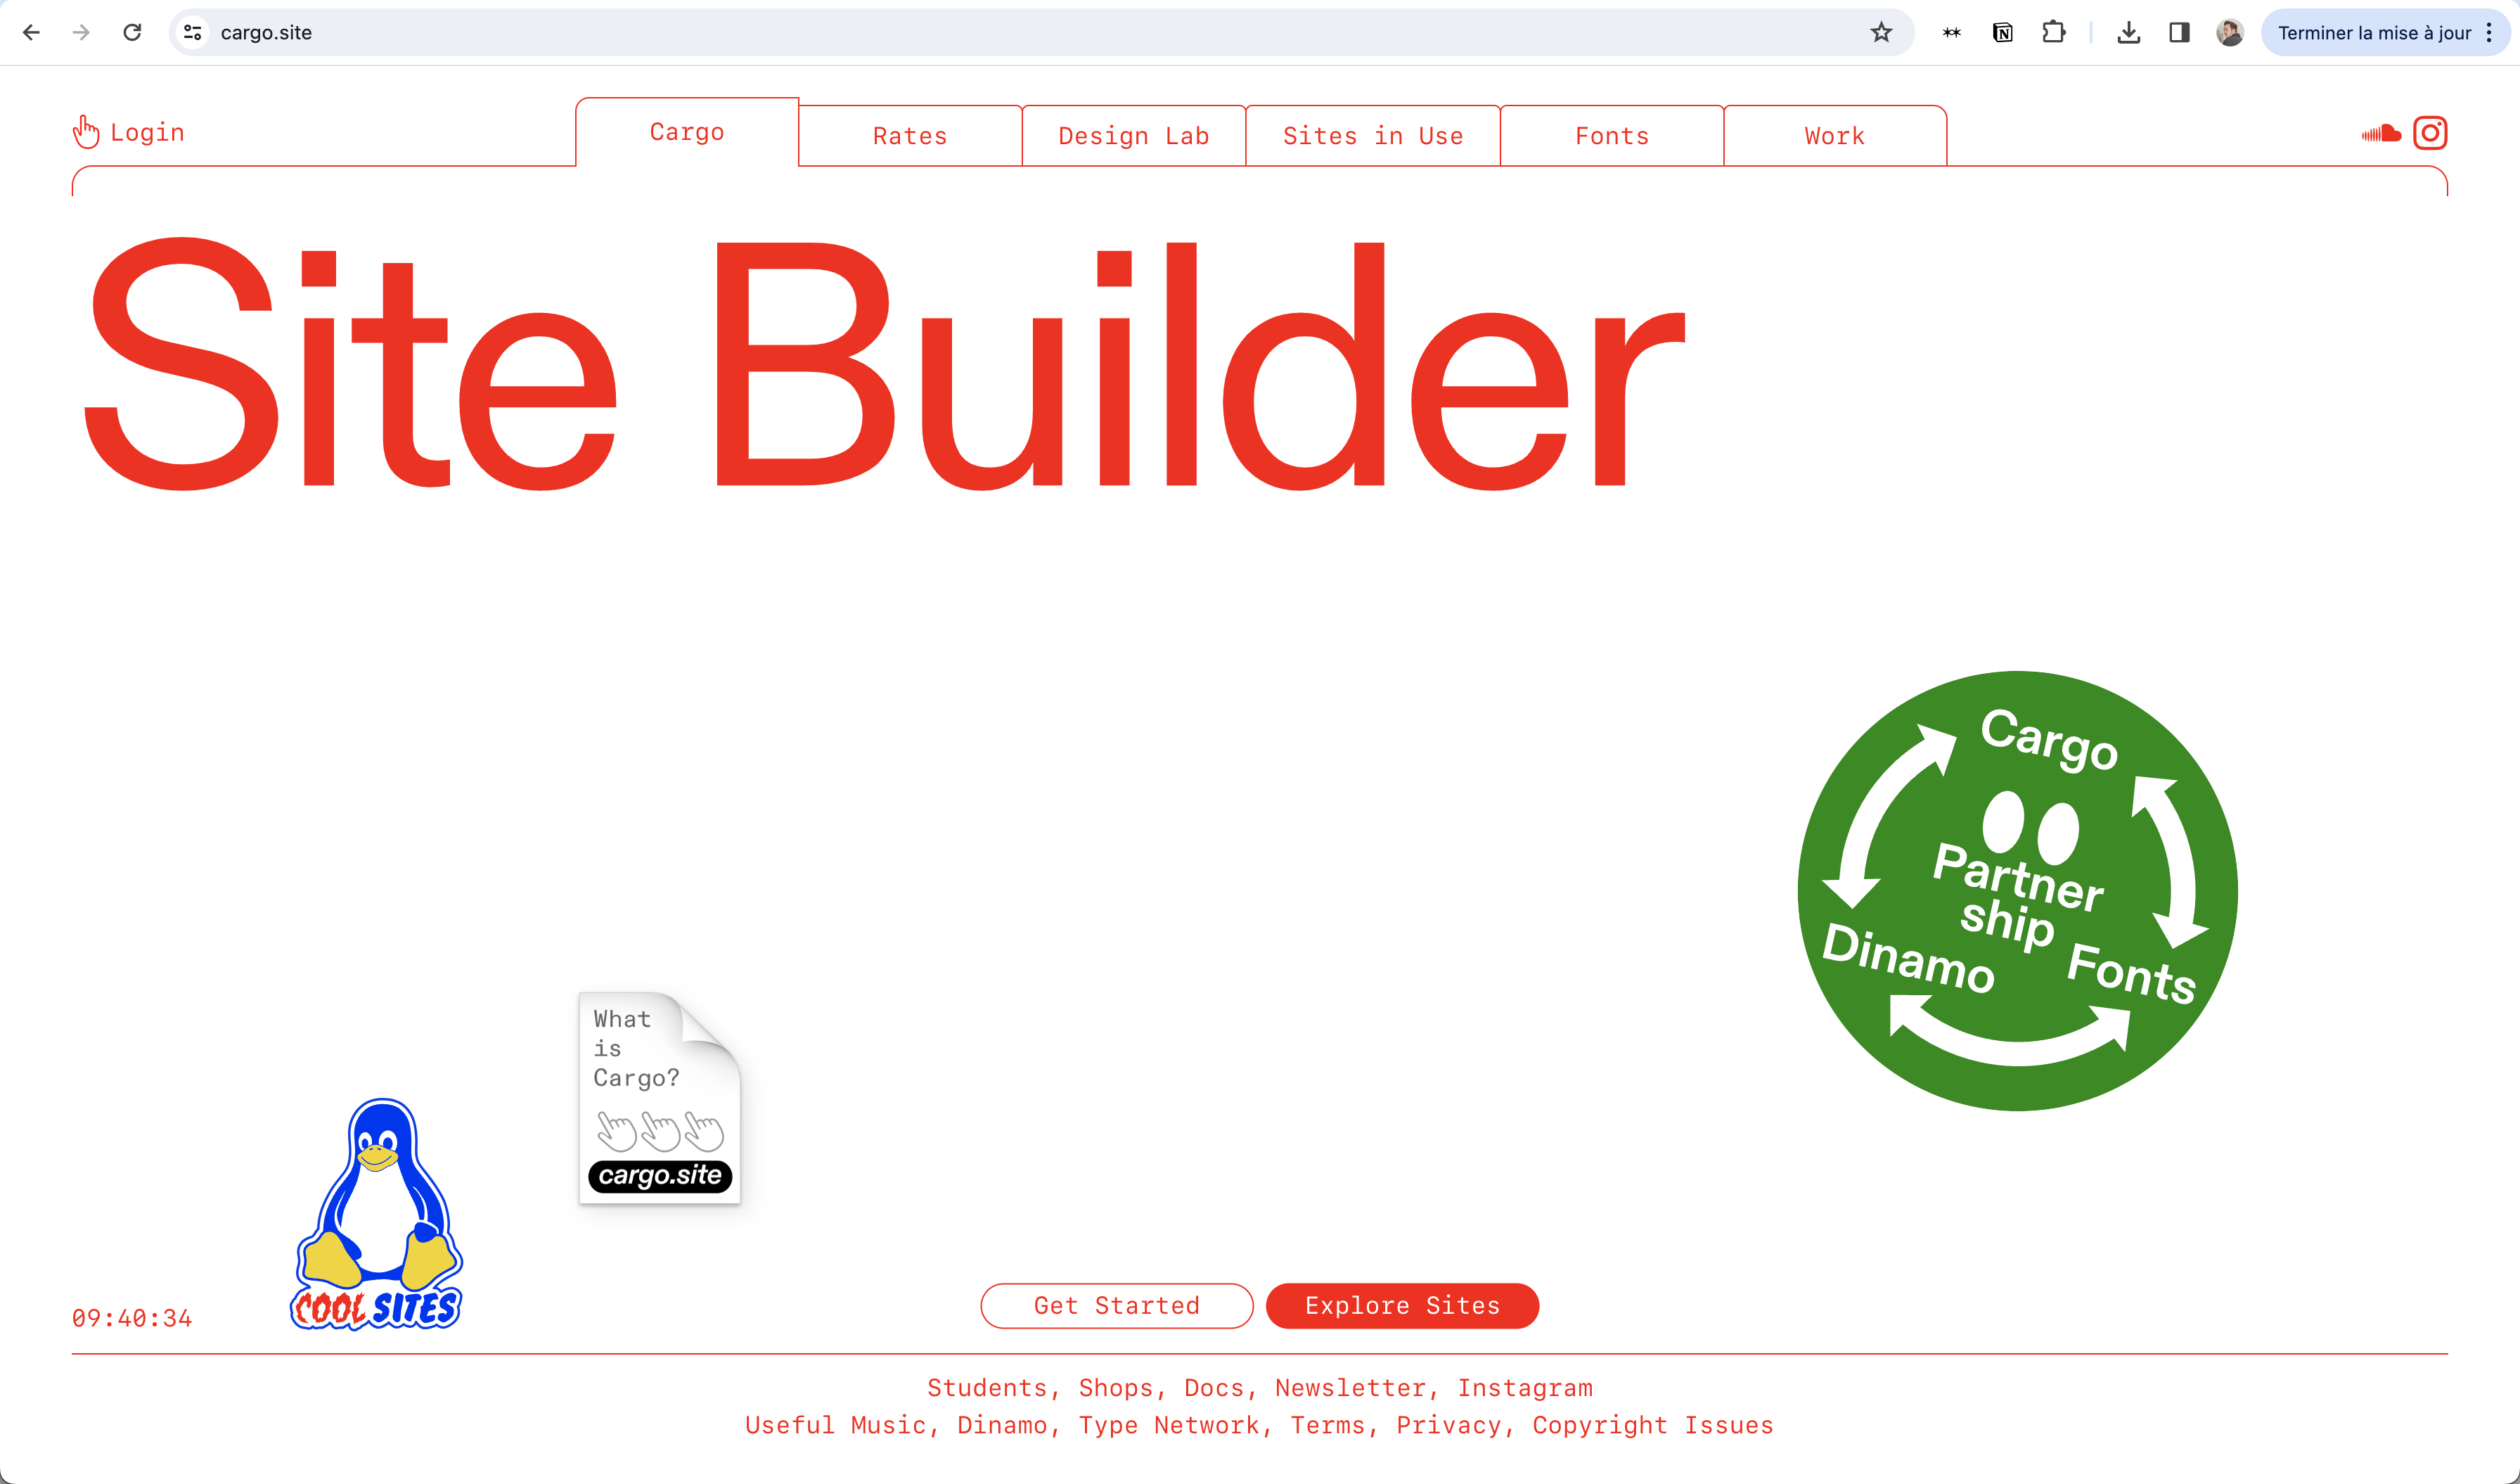 cargo.site
Terminer la mise à jour
Login
Cargo
Rates
Design Lab
Sites in Use
Fonts
Work
Site Builder
Cargo
Partner
ship
Dinamo
Fonts
What
is
Cargo?
cargo.site
COOL SITES
09:40:34
Get Started
Explore Sites
Students, Shops, Docs, Newsletter, Instagram
Useful Music, Dinamo, Type Network, Terms, Privacy, Copyright Issues